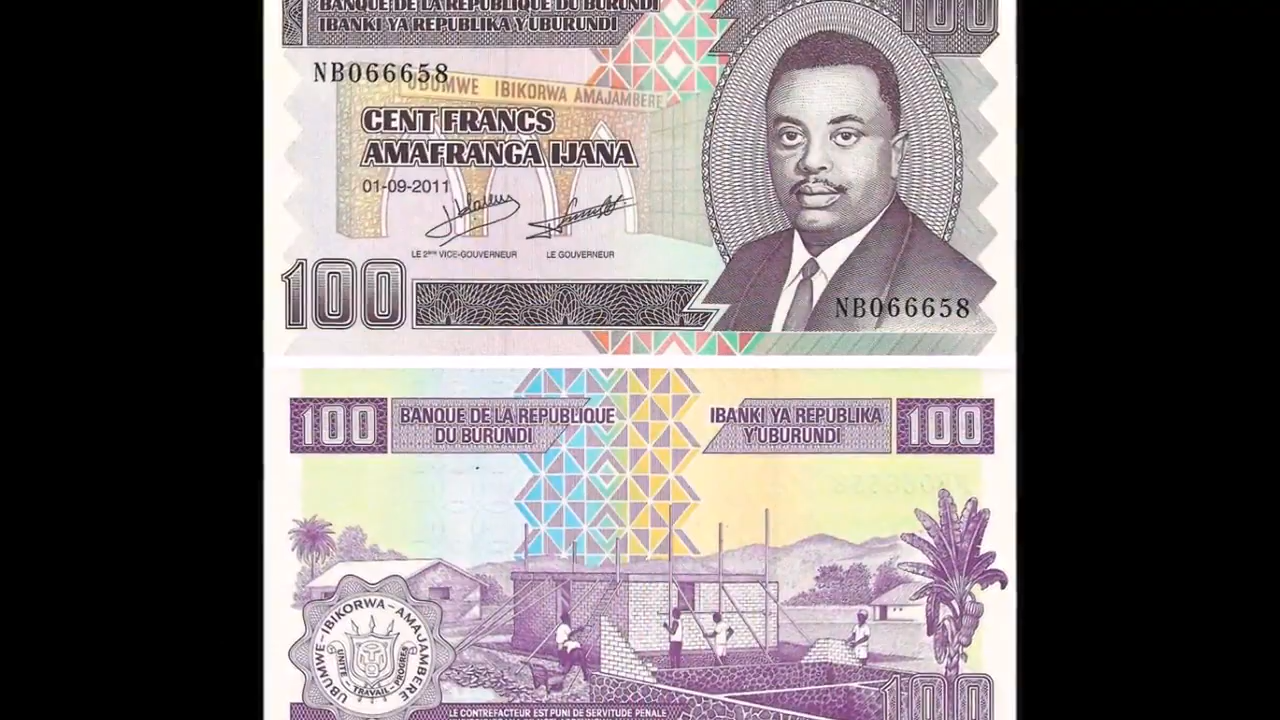 BANQUE DE LA REPUBLIQUE DU BURUNDI
IBANKI YA REPUBLIKA Y'UBURUNDI
100
NB066658
UBUMWE IBIKORWA AMAJAMBERE
CENT FRANCS
AMAFRANGA IJANA
01-09-2011
LE 2ème VICE-GOUVERNEUR
LE GOUVERNEUR
100
NB066658
100
BANQUE DE LA REPUBLIQUE
DU BURUNDI
IBANKI YA REPUBLIKA
Y'UBURUNDI
100
UBUMWE-IBIKORWA-AMAJAMBERE
UNITE-TRAVAIL-PROGRES
100
LE CONTREFACTEUR EST PUNI DE SERVITUDE PENALE